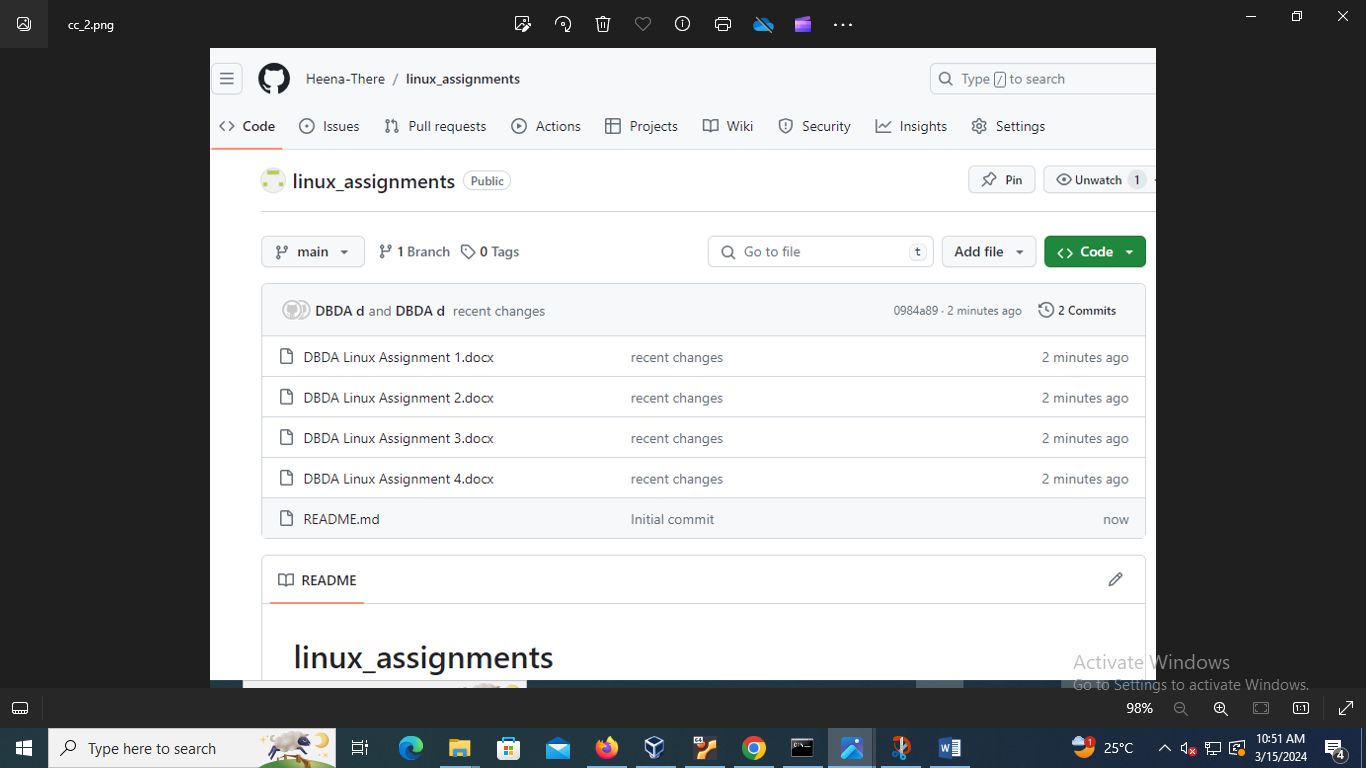 cc_2.png
Heena-There / linux_assignments
Type / to search
Code Issues Pull requests Actions Projects Wiki Security Insights Settings
linux_assignments Public
Pin Unwatch 1
main 1 Branch 0 Tags
Go to file t Add file Code
DBDA d and DBDA d recent changes 0984a89 · 2 minutes ago 2 Commits
DBDA Linux Assignment 1.docx recent changes 2 minutes ago
DBDA Linux Assignment 2.docx recent changes 2 minutes ago
DBDA Linux Assignment 3.docx recent changes 2 minutes ago
DBDA Linux Assignment 4.docx recent changes 2 minutes ago
README.md Initial commit now
README
linux_assignments
Activate Windows
Go to Settings to activate Windows.
98% 1:1
Type here to search
1 25°C 10:51 AM
3/15/2024 4